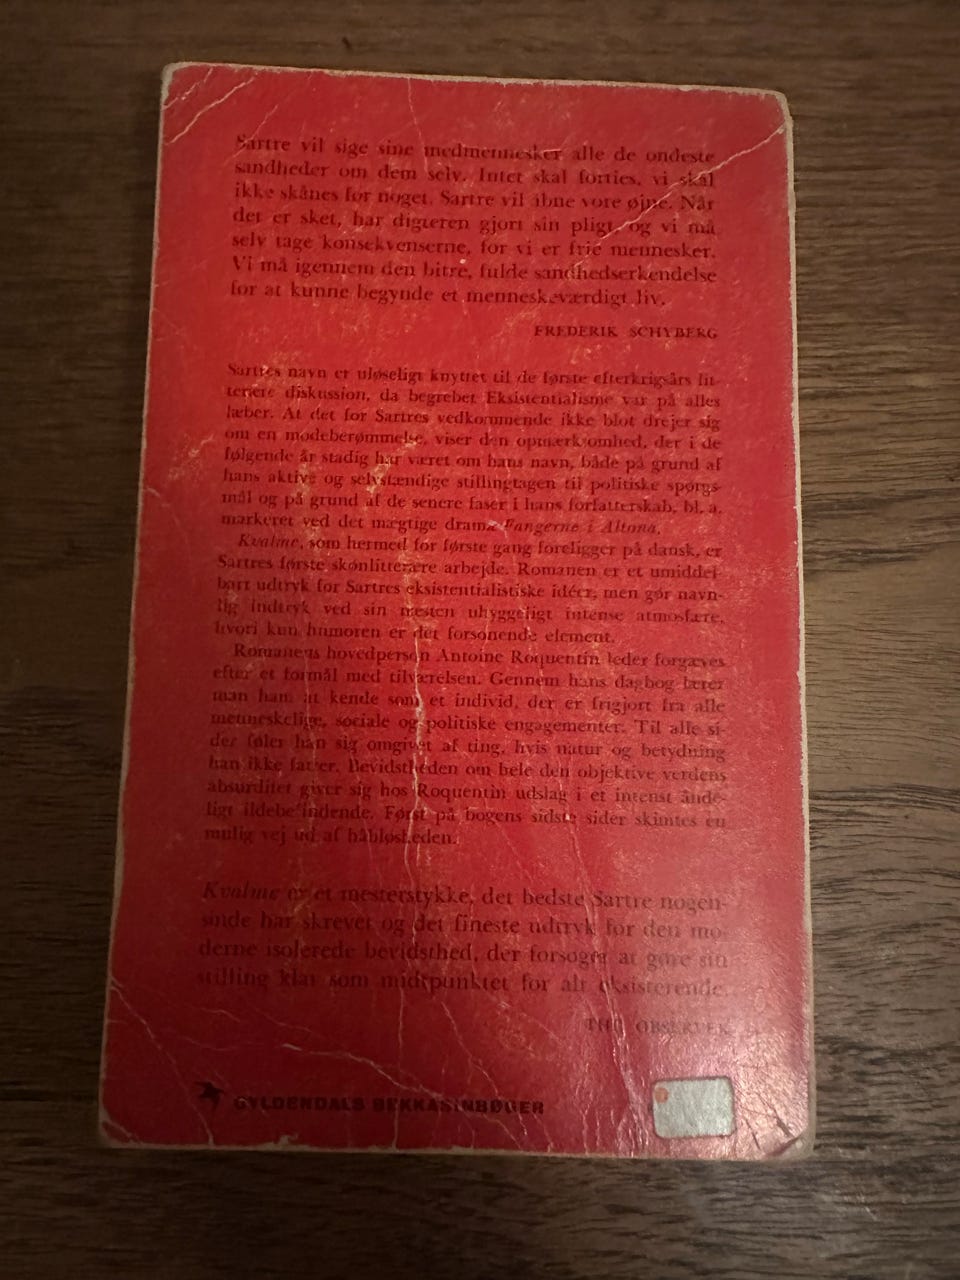 Sartre vil sige sine medmennesker alle de ondeste
sandheder om dem selv. Intet skal forties, vi skal
ikke skånes for noget. Sartre vil åbne vore øjne. Når
det er sket, har digteren gjort sin pligt, og vi må
selv tage konsekvenserne, for vi er frie mennesker.
Vi må igennem den bitre, fulde sandhedserkendelse
for at kunne begynde et menneskeværdigt liv.
FREDERIK SCHYBERG
Sartres navn er uløseligt knyttet til de første efterkrigsårs lit-
terære diskussion, da begrebet Eksistentialisme var på alles
læber. At det for Sartres vedkommende ikke blot drejer sig
om en modeberømmelse, viser den opmærksomhed, der i de
følgende år stadig har været om hans navn, både på grund af
hans aktive og selvstændige stillingtagen til politiske spørgs-
mål og på grund af de senere faser i hans forfatterskab, bl. a.
markeret ved det mægtige drama Fangerne i Altona.
Kvalme, som hermed for første gang foreligger på dansk, er
Sartres første skønlitterære arbejde. Romanen er et umiddel-
bart udtryk for Sartres eksistentialistiske idéer, men gør navn-
lig indtryk ved sin næsten uhyggeligt intense atmosfære,
hvori kun humoren er det forsonende element.
Romanens hovedperson Antoine Roquentin leder forgæves
efter et formål med tilværelsen. Gennem hans dagbog lærer
man ham at kende som et individ, der er frigjort fra alle
menneskelige, sociale og politiske engagementer. Til alle si-
der føler han sig omgivet af ting, hvis natur og betydning
han ikke fatter. Bevidstheden om hele den objektive verdens
absurditet giver sig hos Roquentin udslag i et intenst ånde-
ligt ildebefindende. Først på bogens sidste sider skimtes en
mulig vej ud af håbløsheden.
Kvalme er et mesterstykke, det bedste Sartre nogen-
sinde har skrevet og det fineste udtryk for den mo-
derne isolerede bevidsthed, der forsøger at gøre sin
stilling klar som midtpunktet for alt eksisterende.
THE OBSERVER
GYLDENDALS BEKKASINBØGER